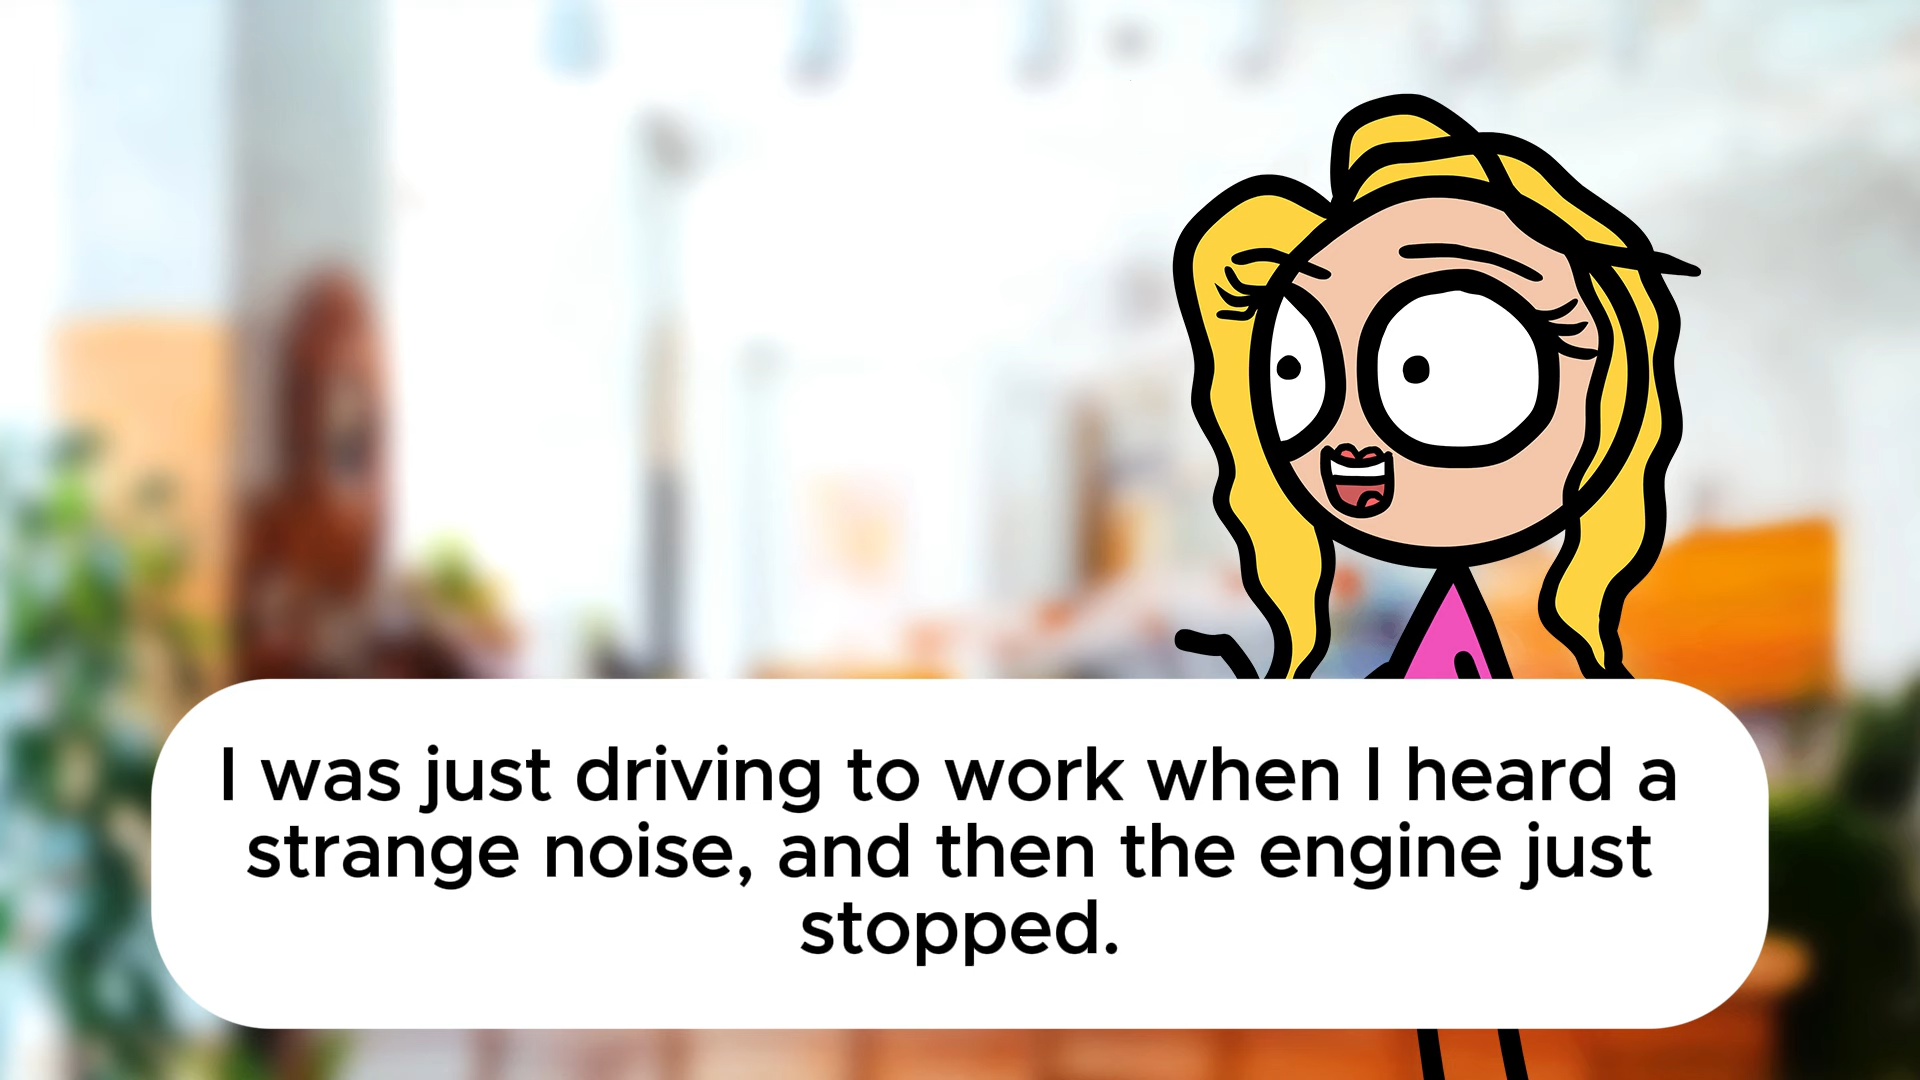 I was just driving to work when I heard a
strange noise, and then the engine just
stopped.